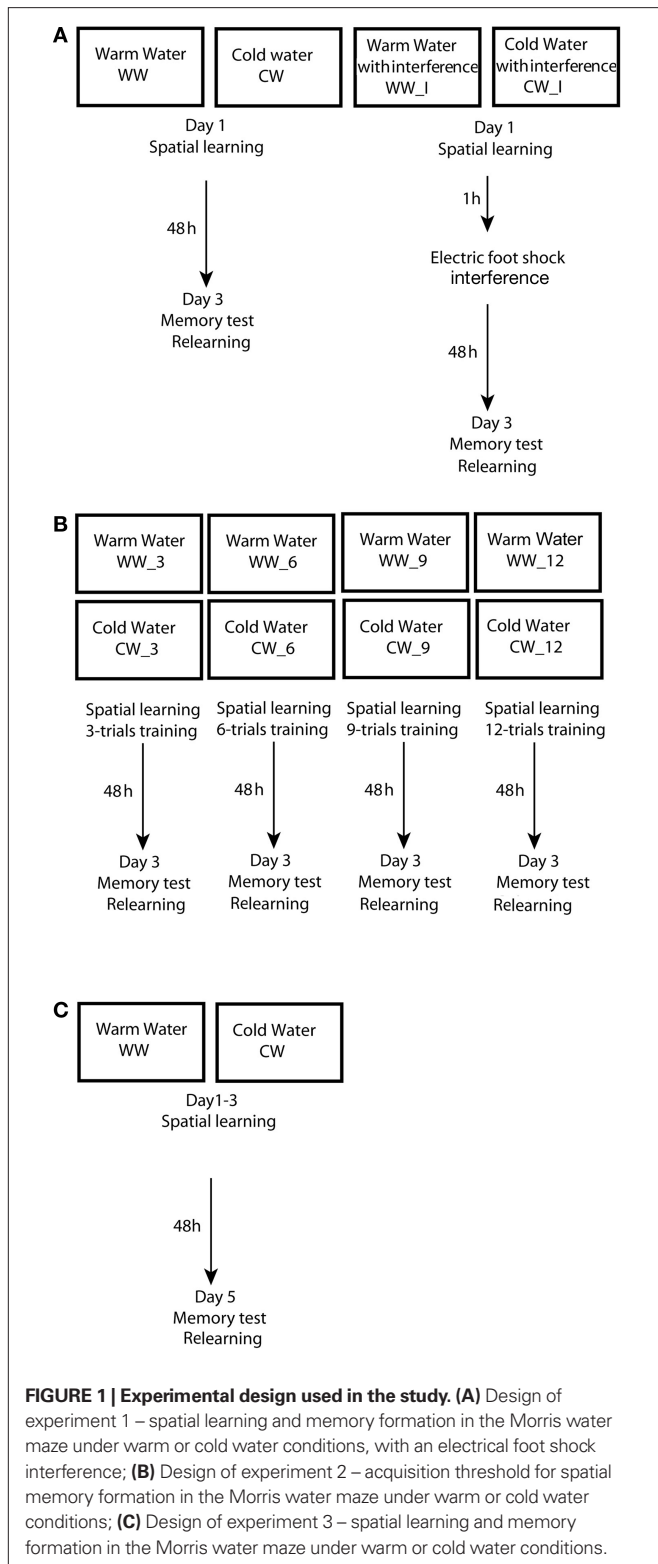 A
Warm Water
WW
Cold water
CW
Warm Water
with interference
WW_I
Cold Water
with interference
CW_I
Day 1
Spatial learning
48h
Day 3
Memory test
Relearning
Day 1
Spatial learning
1h
Electric foot shock
interference
48h
Day 3
Memory test
Relearning
B
Warm Water
WW_3
Warm Water
WW_6
Warm Water
WW_9
Warm Water
WW_12
Cold Water
CW_3
Cold Water
CW_6
Cold Water
CW_9
Cold Water
CW_12
Spatial learning
3-trials training
48h
Day 3
Memory test
Relearning
Spatial learning
6-trials training
48h
Day 3
Memory test
Relearning
Spatial learning
9-trials training
48h
Day 3
Memory test
Relearning
Spatial learning
12-trials training
48h
Day 3
Memory test
Relearning
C
Warm Water
WW
Cold Water
CW
Day1-3
Spatial learning
48h
Day 5
Memory test
Relearning
FIGURE 1 | Experimental design used in the study. (A) Design of
experiment 1 – spatial learning and memory formation in the Morris water
maze under warm or cold water conditions, with an electrical foot shock
interference; (B) Design of experiment 2 – acquisition threshold for spatial
memory formation in the Morris water maze under warm or cold water
conditions; (C) Design of experiment 3 – spatial learning and memory
formation in the Morris water maze under warm or cold water conditions.